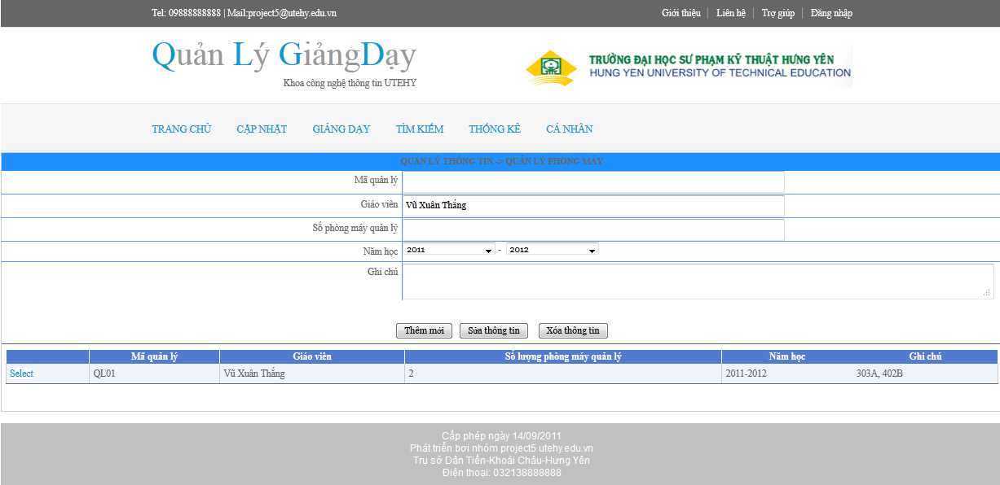 Tel: 09888888888 | Mail:project5@utehy.edu.vn
Giới thiệu Liên hệ Trợ giúp Đăng nhập
Quản Lý GiảngDạy
Khoa công nghệ thông tin UTEHY
TRƯỜNG ĐẠI HỌC SƯ PHẠM KỸ THUẬT HƯNG YÊN
HUNG YEN UNIVERSITY OF TECHNICAL EDUCATION
TRANG CHỦ CẬP NHẬT GIẢNG DẠY TÌM KIẾM THỐNG KÊ CÁ NHÂN
QUẢN LÝ THÔNG TIN -> QUẢN LÝ PHÒNG MÁY
Mã quản lý
Giáo viên Vũ Xuân Thắng
Số phòng máy quản lý
Năm học 2011 - 2012
Ghi chú
Thêm mới Sửa thông tin Xóa thông tin
Mã quản lý Giáo viên Số lượng phòng máy quản lý Năm học Ghi chú
Select QL01 Vũ Xuân Thắng 2 2011-2012 303A, 402B
Cấp phép ngày 14/09/2011
Phát triển bơi nhóm project5 utehy.edu.vn
Trụ sở Dân Tiến-Khoái Châu-Hưng Yên
Điện thoại: 032138888888